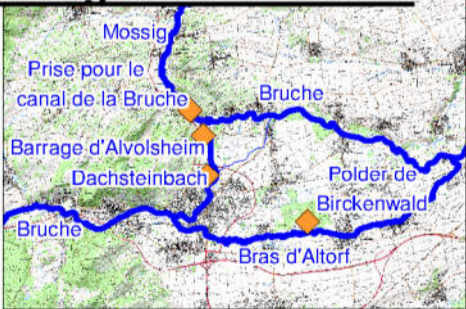 Mossig
Prise pour le
canal de la Bruche
Bruche
Barrage d'Alvolsheim
Dachsteinbach
Polder de
Birckenwald
Bruche
Bras d'Altorf